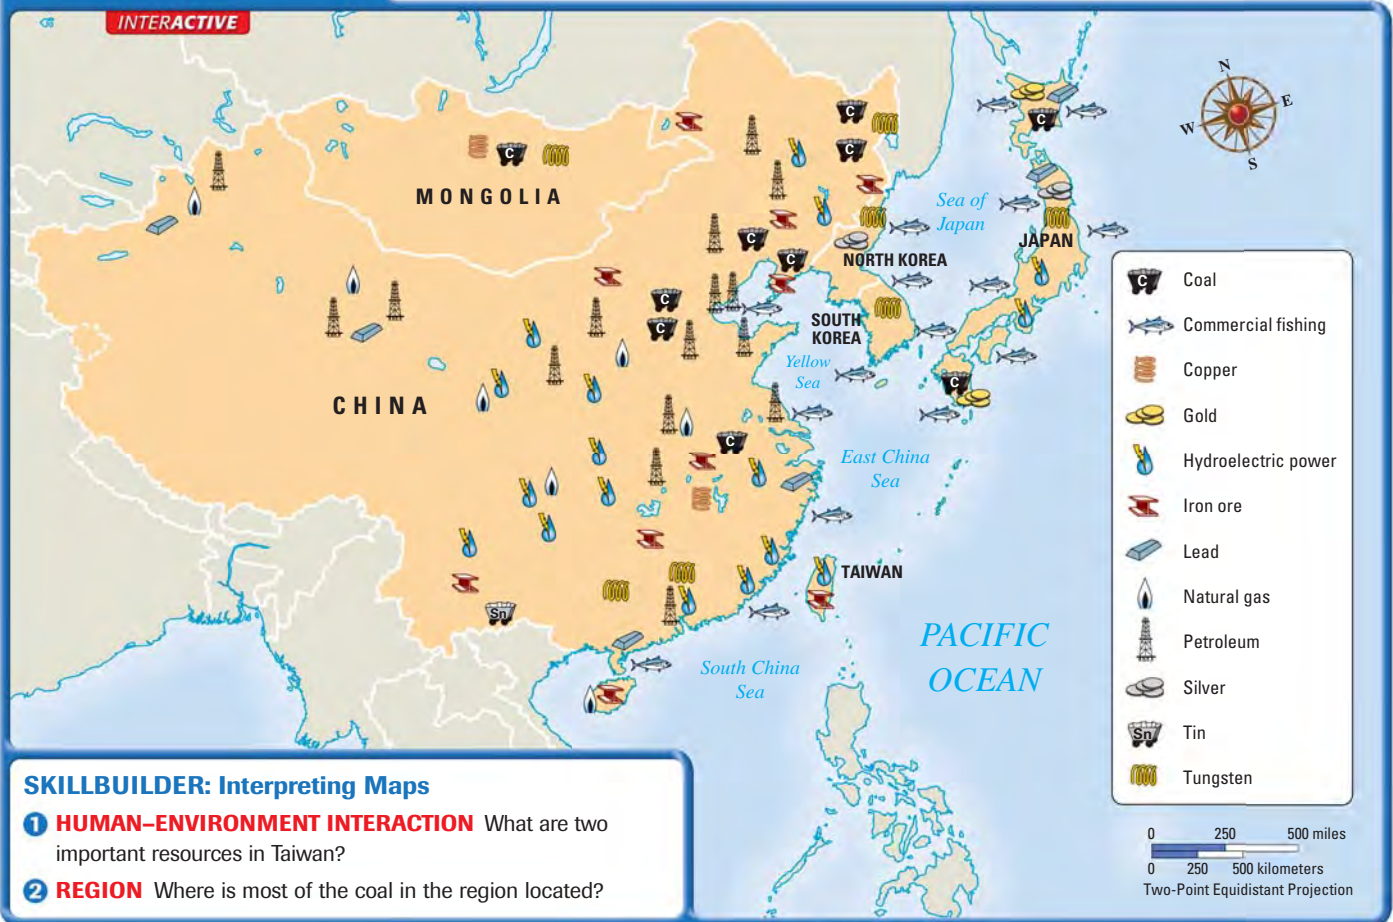 INTERACTIVE
N
E
W
S
MONGOLIA
C
C
C
C
Sea of
Japan
JAPAN
NORTH KOREA
C
C
C
C
SOUTH
KOREA
Yellow
Sea
CHINA
C
C
East China
Sea
TAIWAN
Sn
PACIFIC
OCEAN
South China
Sea
C Coal
Commercial fishing
Copper
Gold
Hydroelectric power
Iron ore
Lead
Natural gas
Petroleum
Silver
Sn Tin
Tungsten
0 250 500 miles
0 250 500 kilometers
Two-Point Equidistant Projection
SKILLBUILDER: Interpreting Maps
1 HUMAN–ENVIRONMENT INTERACTION What are two
important resources in Taiwan?
2 REGION Where is most of the coal in the region located?